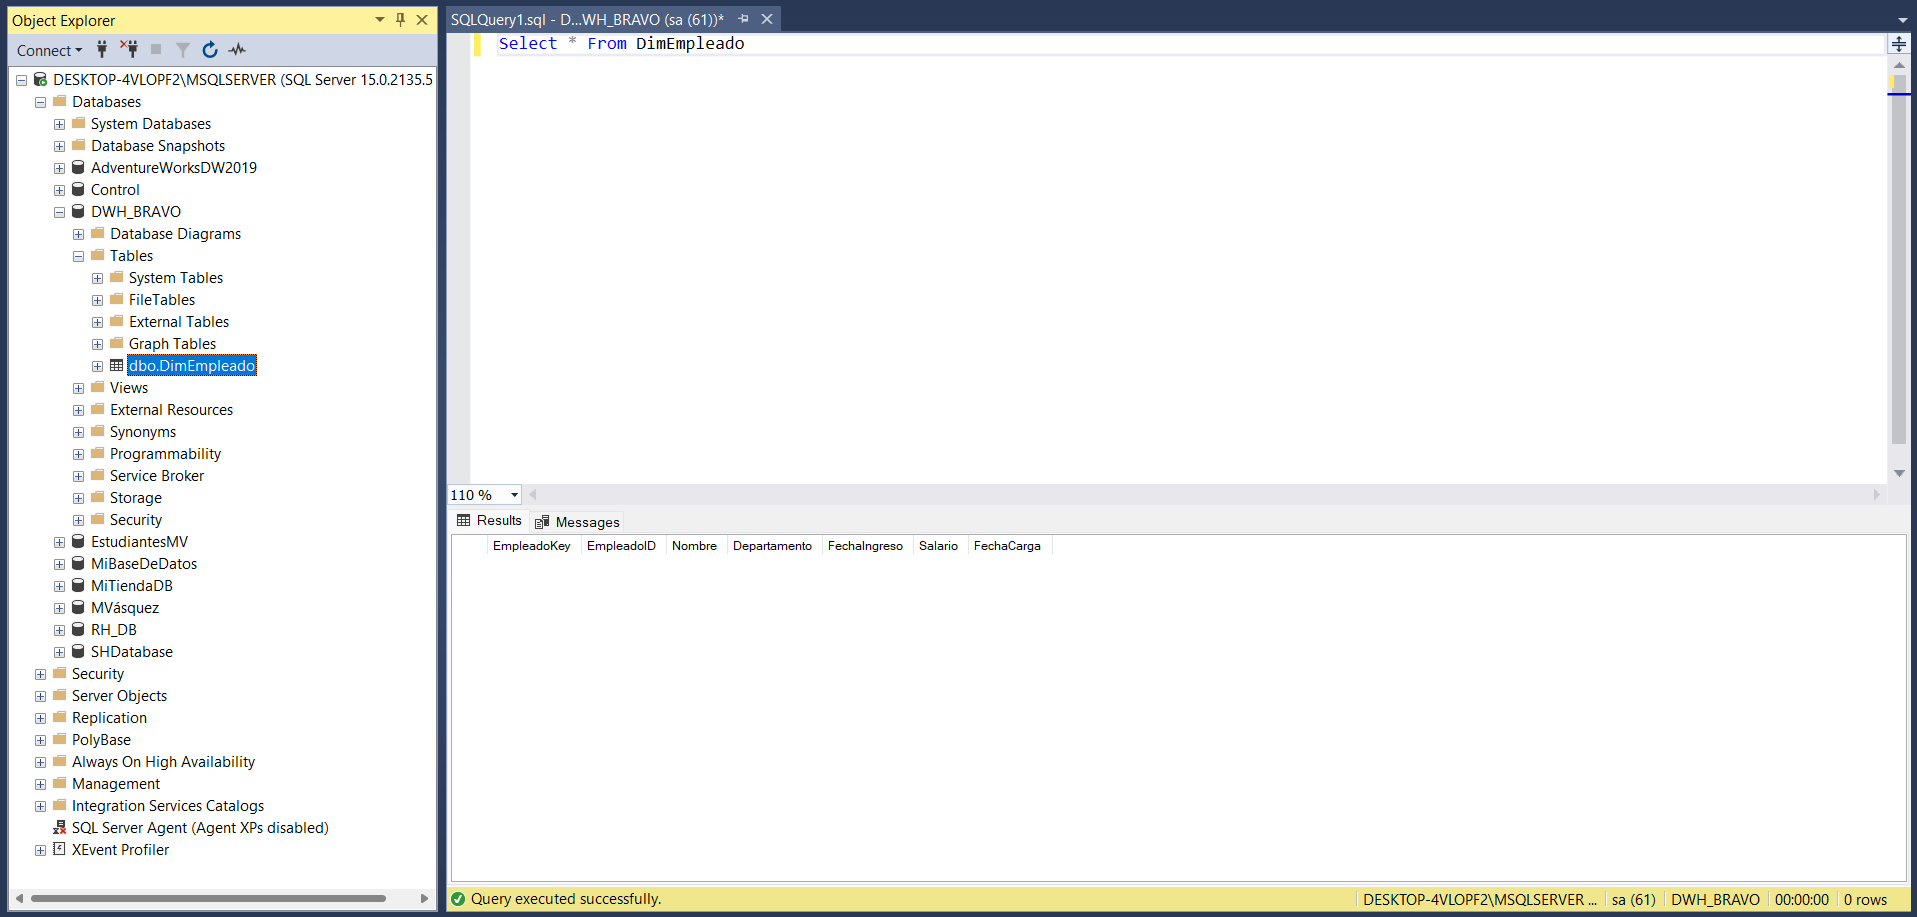 Object Explorer
Connect
DESKTOP-4VLOPF2\MSQLSERVER (SQL Server 15.0.2135.5
Databases
System Databases
Database Snapshots
AdventureWorksDW2019
Control
DWH_BRAVO
Database Diagrams
Tables
System Tables
FileTables
External Tables
Graph Tables
dbo.DimEmpleado
Views
External Resources
Synonyms
Programmability
Service Broker
Storage
Security
EstudiantesMV
MiBaseDeDatos
MiTiendaDB
MVásquez
RH_DB
SHDatabase
Security
Server Objects
Replication
PolyBase
Always On High Availability
Management
Integration Services Catalogs
SQL Server Agent (Agent XPs disabled)
XEvent Profiler
SQLQuery1.sql - D...WH_BRAVO (sa (61))*
Select * From DimEmpleado
110 %
Results Messages
EmpleadoKey EmpleadoID Nombre Departamento FechaIngreso Salario FechaCarga
Query executed successfully. DESKTOP-4VLOPF2\MSQLSERVER ... sa (61) DWH_BRAVO 00:00:00 0 rows